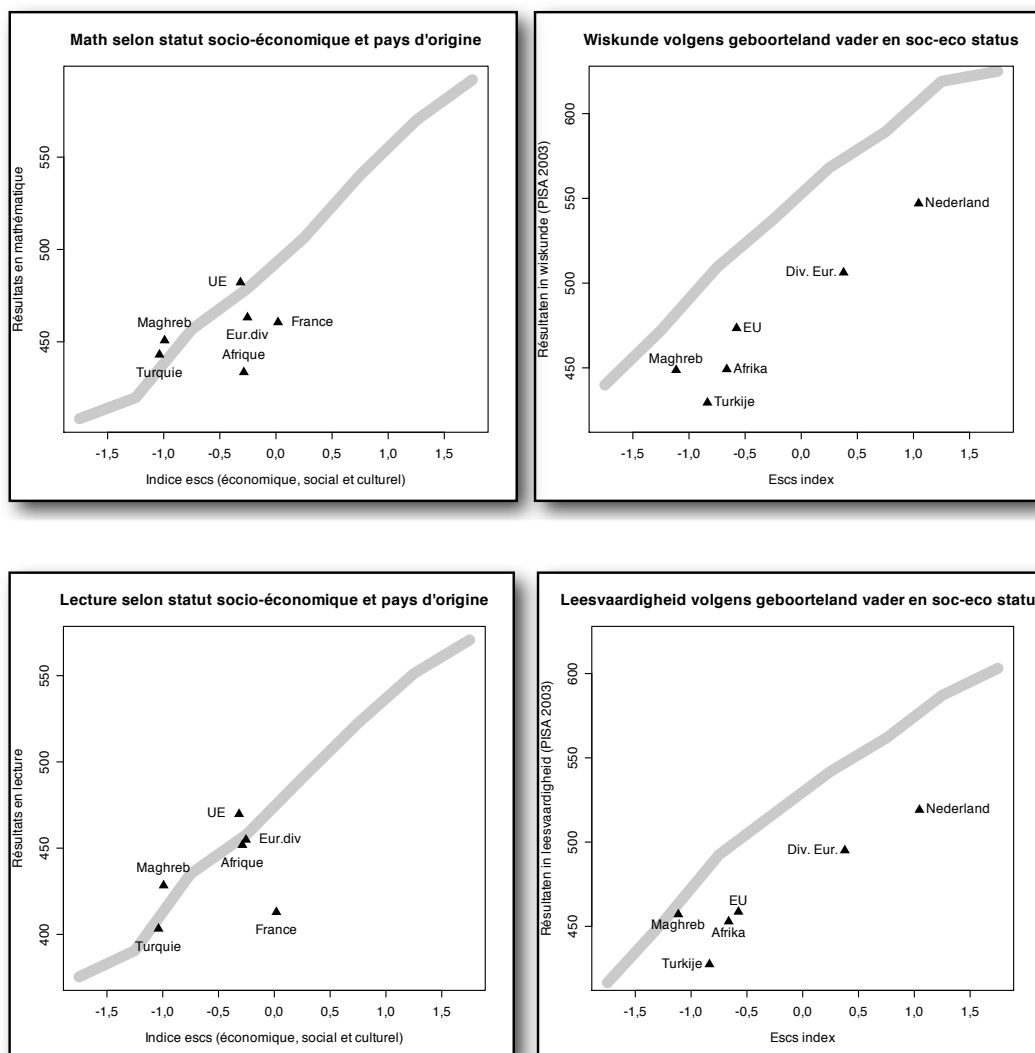 Math selon statut socio-économique et pays d'origine
Résultats en mathématique
550
500
450
UE
Maghreb
Eur.div
France
Turquie
Afrique
-1,5 -1,0 -0,5 0,0 0,5 1,0 1,5
Indice escs (économique, social et culturel)
Wiskunde volgens geboorteland vader en soc-eco status
Résultaten in wiskunde (PISA 2003)
600
550
500
450
Nederland
Div. Eur.
EU
Maghreb
Afrika
Turkije
-1,5 -1,0 -0,5 0,0 0,5 1,0 1,5
Escs index
Lecture selon statut socio-économique et pays d'origine
Résultats en lecture
550
500
450
400
UE
Eur.div
Maghreb
Afrique
Turquie
France
-1,5 -1,0 -0,5 0,0 0,5 1,0 1,5
Indice escs (économique, social et culturel)
Leesvaardigheid volgens geboorteland vader en soc-eco statu
Résultaten in leesvaardigheid (PISA 2003)
600
550
500
450
Nederland
Div. Eur.
EU
Maghreb
Afrika
Turkije
-1,5 -1,0 -0,5 0,0 0,5 1,0 1,5
Escs index